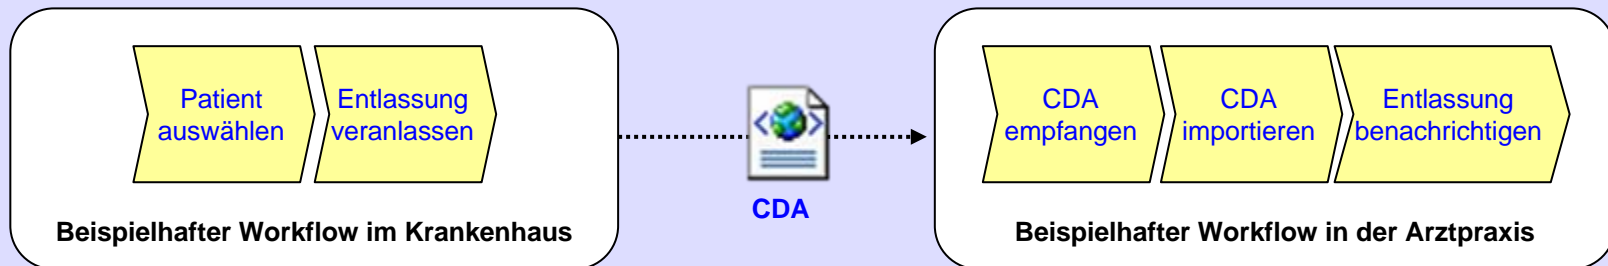 Patient
auswählen
Entlassung
veranlassen
Beispielhafter Workflow im Krankenhaus
CDA
CDA
empfangen
CDA
importieren
Entlassung
benachrichtigen
Beispielhafter Workflow in der Arztpraxis